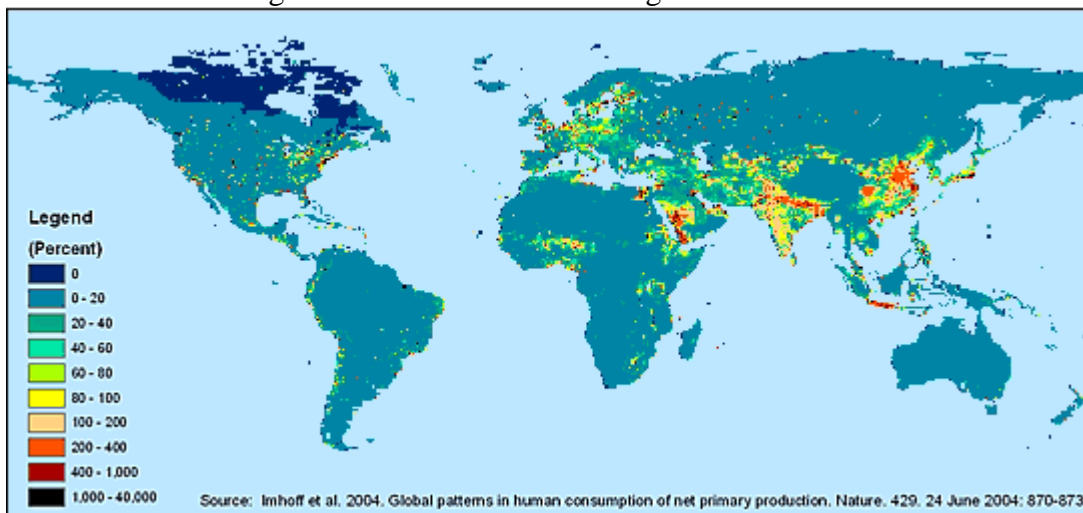 Legend
(Percent)
0
0 - 20
20 - 40
40 - 60
60 - 80
80 - 100
100 - 200
200 - 400
400 - 1,000
1,000 - 40,000
Source: Imhoff et al. 2004. Global patterns in human consumption of net primary production. Nature. 429. 24 June 2004: 870-873